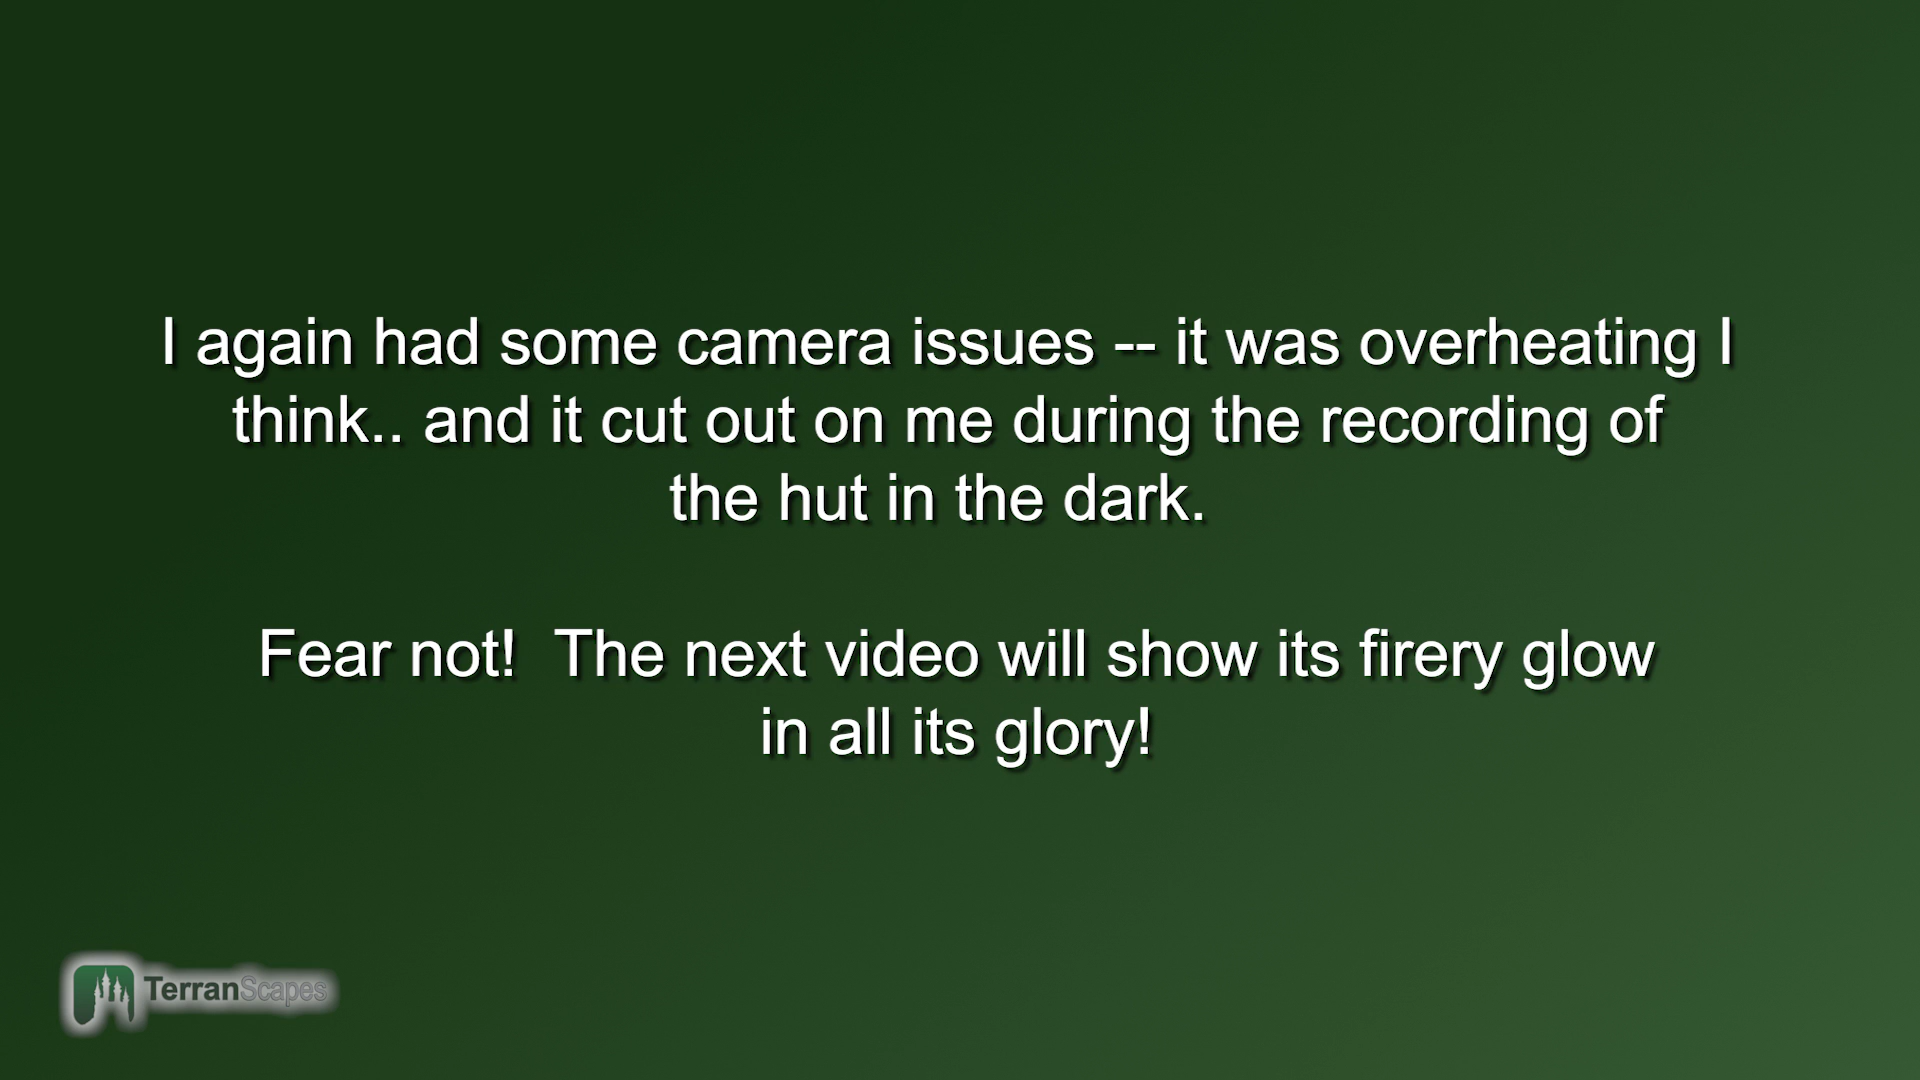 I again had some camera issues -- it was overheating I
think.. and it cut out on me during the recording of
the hut in the dark.
Fear not!  The next video will show its firery glow
in all its glory!
TerranScapes